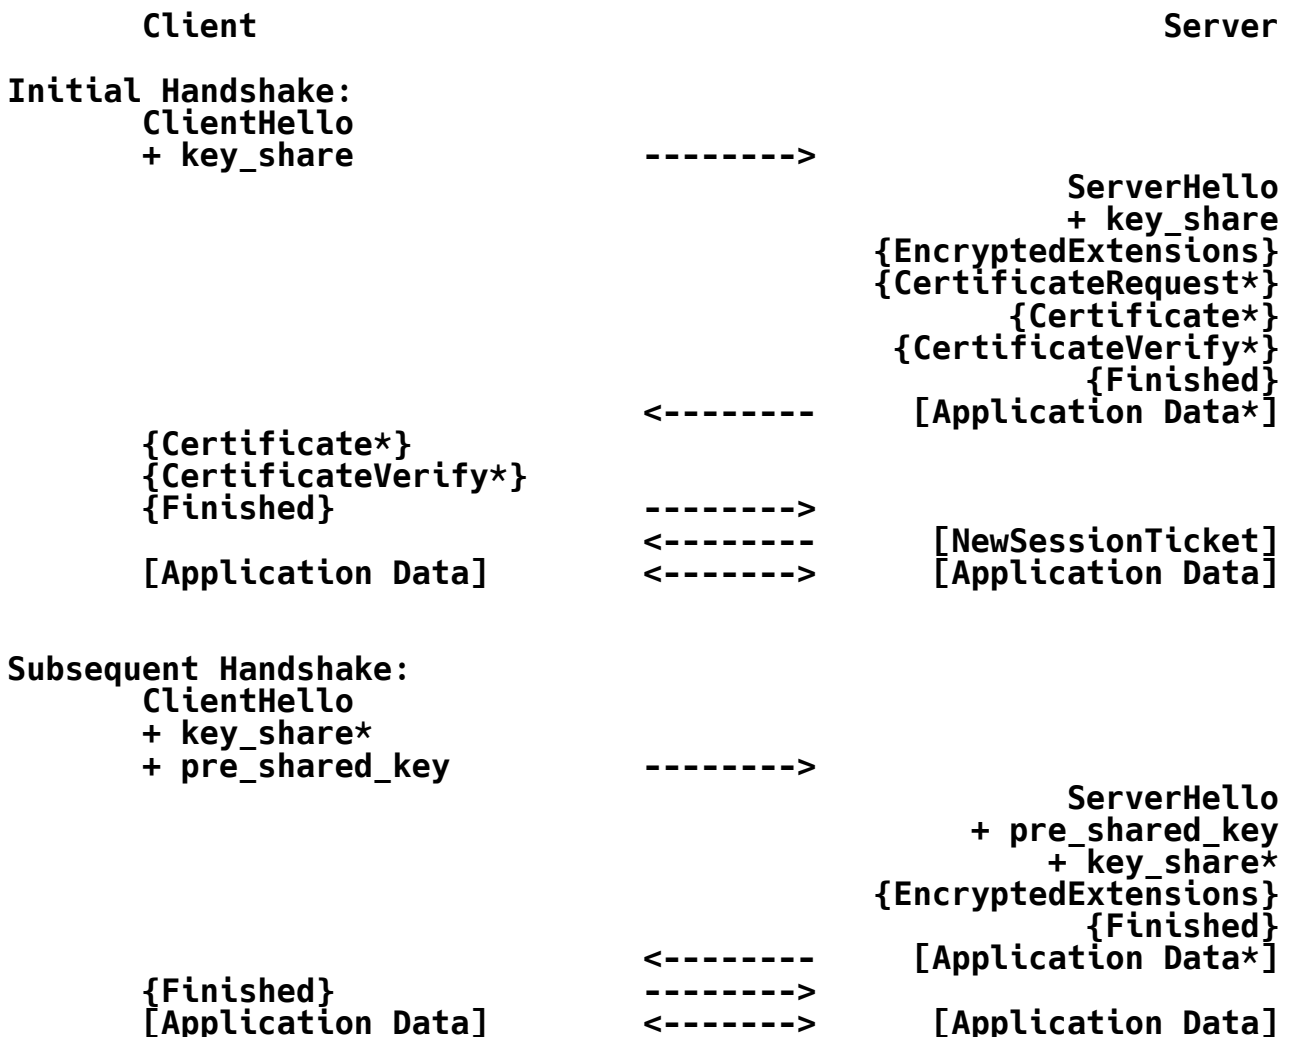 Client                                               Server

Initial Handshake:
       ClientHello
       + key_share               -------->
                                                       ServerHello
                                                       + key_share
                                             {EncryptedExtensions}
                                             {CertificateRequest*}
                                                    {Certificate*}
                                              {CertificateVerify*}
                                                        {Finished}
                                 <--------     [Application Data*]
       {Certificate*}
       {CertificateVerify*}
       {Finished}                -------->
                                 <--------      [NewSessionTicket]
       [Application Data]        <------->      [Application Data]


Subsequent Handshake:
       ClientHello
       + key_share*
       + pre_shared_key          -------->
                                                       ServerHello
                                                  + pre_shared_key
                                                      + key_share*
                                             {EncryptedExtensions}
                                                        {Finished}
                                 <--------     [Application Data*]
       {Finished}                -------->
       [Application Data]        <------->      [Application Data]